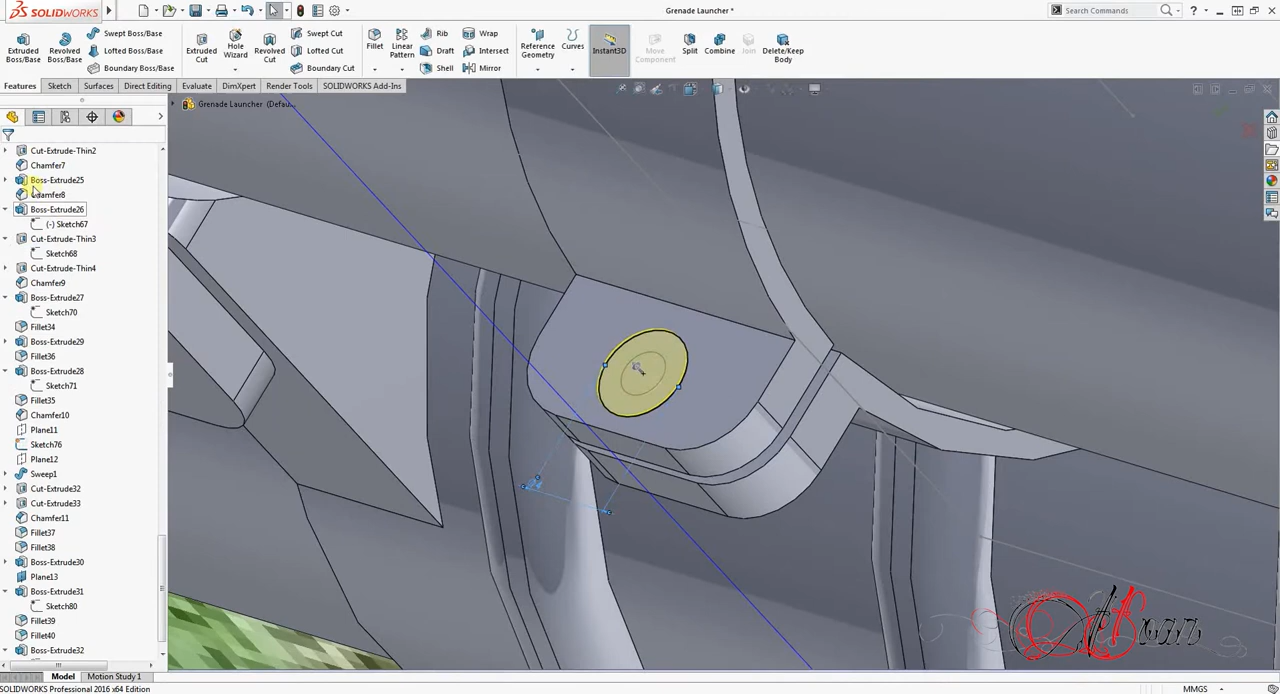 SOLIDWORKS
Grenade Launcher *
Search Commands
Extruded Boss/Base
Revolved Boss/Base
Swept Boss/Base
Lofted Boss/Base
Boundary Boss/Base
Extruded Cut
Hole Wizard
Revolved Cut
Swept Cut
Lofted Cut
Boundary Cut
Fillet
Linear Pattern
Rib
Draft
Shell
Wrap
Intersect
Mirror
Reference Geometry
Curves
Instant3D
Move Component
Split
Combine
Join
Delete/Keep Body
Features
Sketch
Surfaces
Direct Editing
Evaluate
DimXpert
Render Tools
SOLIDWORKS Add-Ins
Grenade Launcher (Defau...
Cut-Extrude-Thin2
Chamfer7
Boss-Extrude25
Chamfer8
Boss-Extrude26
(-) Sketch67
Cut-Extrude-Thin3
Sketch68
Cut-Extrude-Thin4
Chamfer9
Boss-Extrude27
Sketch70
Fillet34
Boss-Extrude29
Fillet36
Boss-Extrude28
Sketch71
Fillet35
Chamfer10
Plane11
Sketch76
Plane12
Sweep1
Cut-Extrude32
Cut-Extrude33
Chamfer11
Fillet37
Fillet38
Boss-Extrude30
Plane13
Boss-Extrude31
Sketch80
Fillet39
Fillet40
Boss-Extrude32
Model
Motion Study 1
SOLIDWORKS Professional 2016 x64 Edition
MMGS